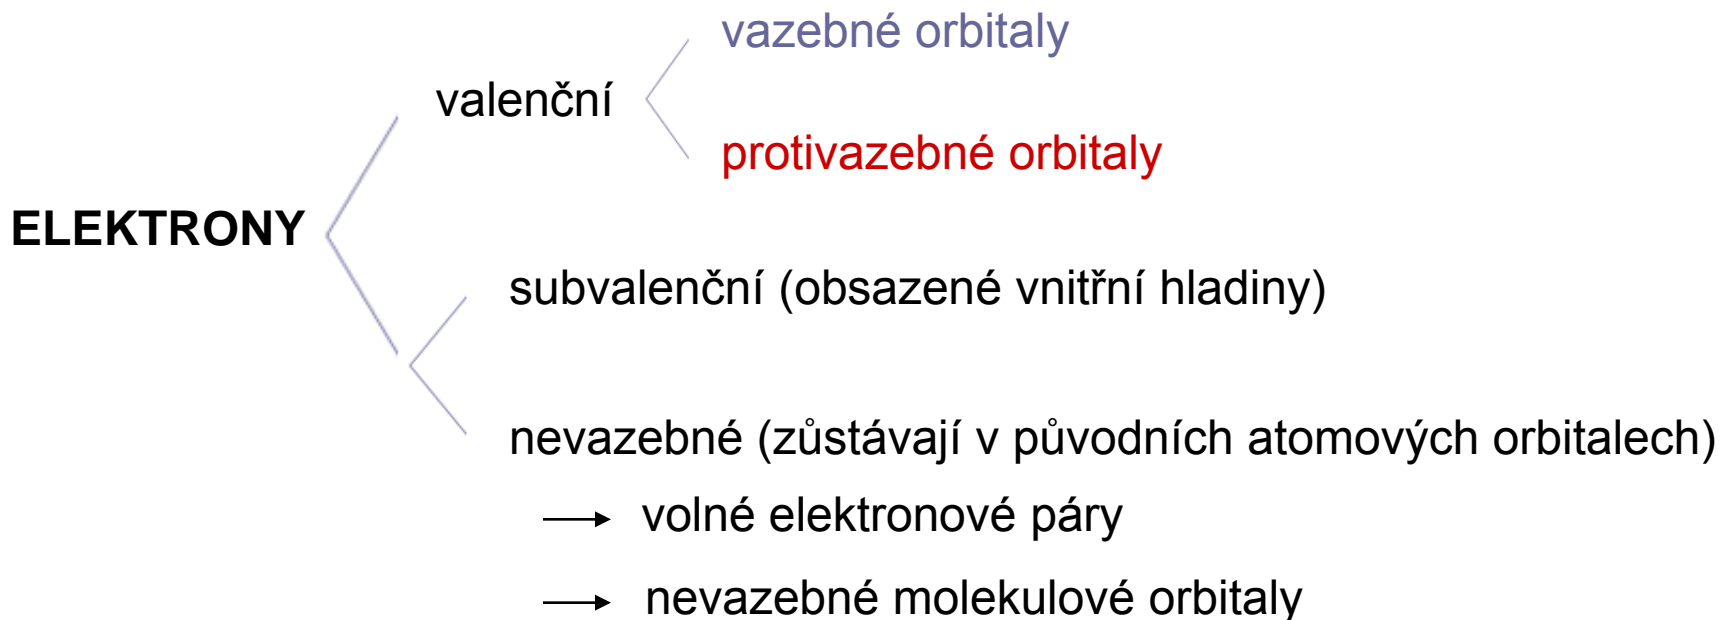 vazebné orbitaly
valenční
protivazebné orbitaly
ELEKTRONY
subvalenční (obsazené vnitřní hladiny)
nevazebné (zůstávají v původních atomových orbitalech)
volné elektronové páry
nevazebné molekulové orbitaly